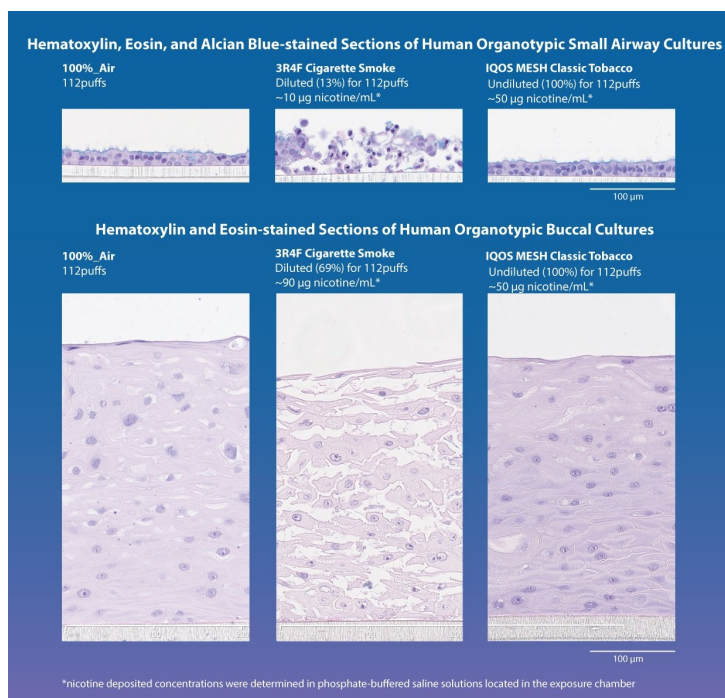 Hematoxylin, Eosin, and Alcian Blue-stained Sections of Human Organotypic Small Airway Cultures
100%_Air
112puffs
3R4F Cigarette Smoke
Diluted (13%) for 112puffs
~10 µg nicotine/mL*
IQOS MESH Classic Tobacco
Undiluted (100%) for 112puffs
~50 µg nicotine/mL*
100 µm
Hematoxylin and Eosin-stained Sections of Human Organotypic Buccal Cultures
100%_Air
112puffs
3R4F Cigarette Smoke
Diluted (69%) for 112puffs
~90 µg nicotine/mL*
IQOS MESH Classic Tobacco
Undiluted (100%) for 112puffs
~50 µg nicotine/mL*
100 µm
*nicotine deposited concentrations were determined in phosphate-buffered saline solutions located in the exposure chamber